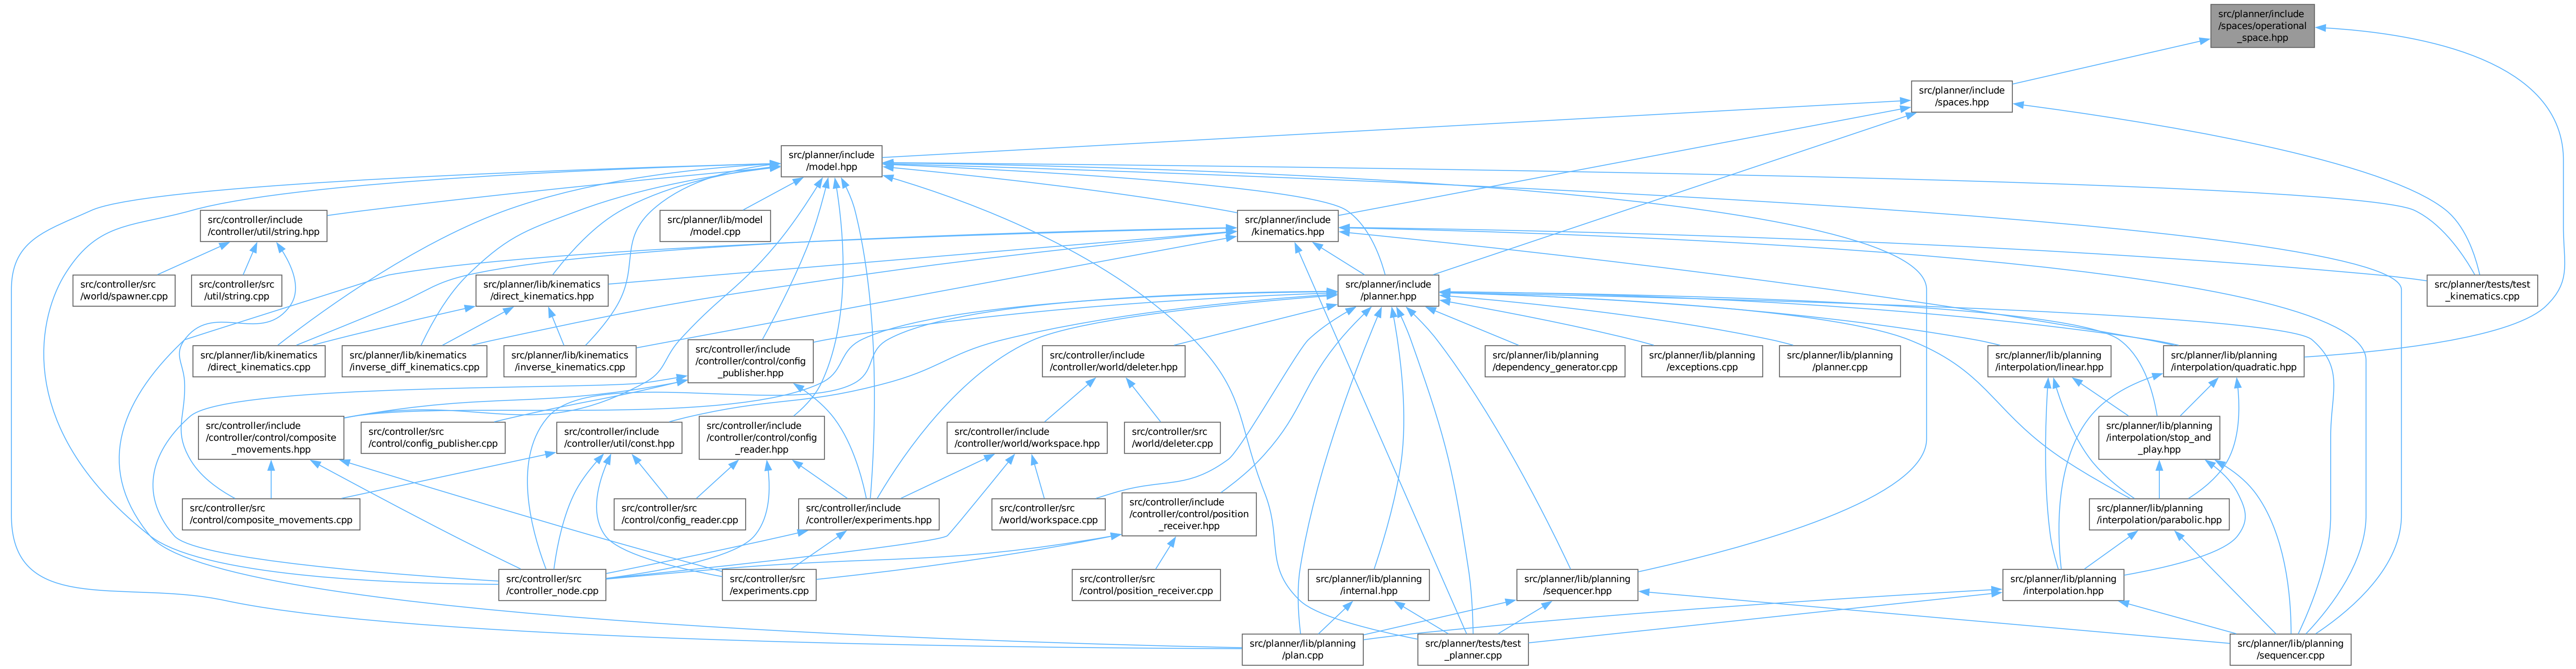 src/planner/include
/spaces/operational
_space.hpp
src/planner/include
/spaces.hpp
src/planner/include
/model.hpp
src/controller/include
/controller/util/string.hpp
src/planner/lib/model
/model.cpp
src/planner/include
/kinematics.hpp
src/controller/src
/world/spawner.cpp
src/controller/src
/util/string.cpp
src/planner/lib/kinematics
/direct_kinematics.hpp
src/planner/include
/planner.hpp
src/planner/tests/test
_kinematics.cpp
src/planner/lib/kinematics
/direct_kinematics.cpp
src/planner/lib/kinematics
/inverse_diff_kinematics.cpp
src/planner/lib/kinematics
/inverse_kinematics.cpp
src/controller/include
/controller/control/config
_publisher.hpp
src/controller/include
/controller/world/deleter.hpp
src/planner/lib/planning
/dependency_generator.cpp
src/planner/lib/planning
/exceptions.cpp
src/planner/lib/planning
/planner.cpp
src/planner/lib/planning
/interpolation/linear.hpp
src/planner/lib/planning
/interpolation/quadratic.hpp
src/controller/include
/controller/control/composite
_movements.hpp
src/controller/src
/control/config_publisher.cpp
src/controller/include
/controller/util/const.hpp
src/controller/include
/controller/control/config
_reader.hpp
src/controller/include
/controller/world/workspace.hpp
src/controller/src
/world/deleter.cpp
src/planner/lib/planning
/interpolation/stop_and
_play.hpp
src/controller/src
/control/composite_movements.cpp
src/controller/src
/control/config_reader.cpp
src/controller/include
/controller/experiments.hpp
src/controller/src
/world/workspace.cpp
src/controller/include
/controller/control/position
_receiver.hpp
src/planner/lib/planning
/interpolation/parabolic.hpp
src/controller/src
/controller_node.cpp
src/controller/src
/experiments.cpp
src/controller/src
/control/position_receiver.cpp
src/planner/lib/planning
/internal.hpp
src/planner/lib/planning
/sequencer.hpp
src/planner/lib/planning
/interpolation.hpp
src/planner/lib/planning
/plan.cpp
src/planner/tests/test
_planner.cpp
src/planner/lib/planning
/sequencer.cpp